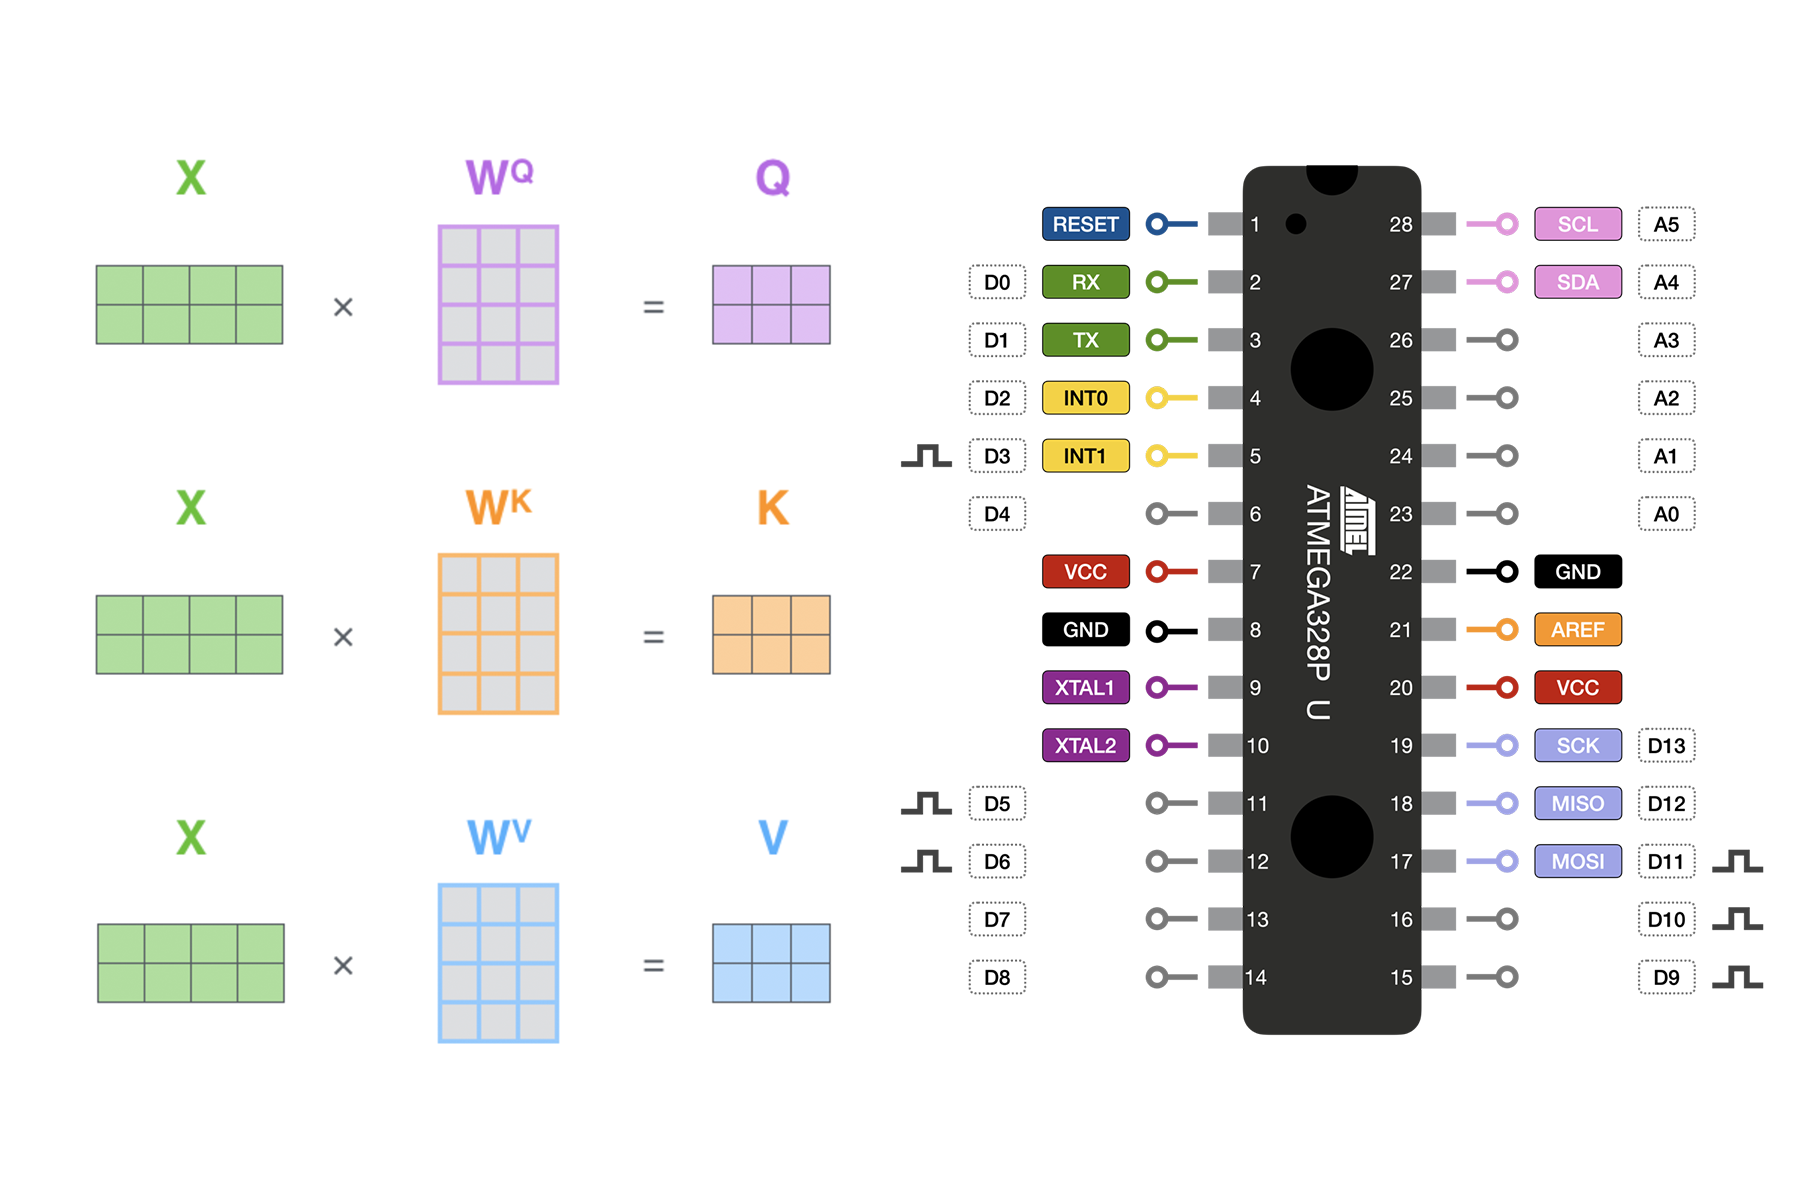 X WQ Q
× =
X WK K
× =
X WV V
× =
RESET 1 28 SCL A5
D0 RX 2 27 SDA A4
D1 TX 3 26 A3
D2 INT0 4 25 A2
D3 INT1 5 24 A1
D4 6 23 A0
VCC 7 22 GND
GND 8 21 AREF
XTAL1 9 20 VCC
XTAL2 10 19 SCK D13
D5 11 18 MISO D12
D6 12 17 MOSI D11
D7 13 16 D10
D8 14 15 D9
ATMEL
ATMEGA328P U